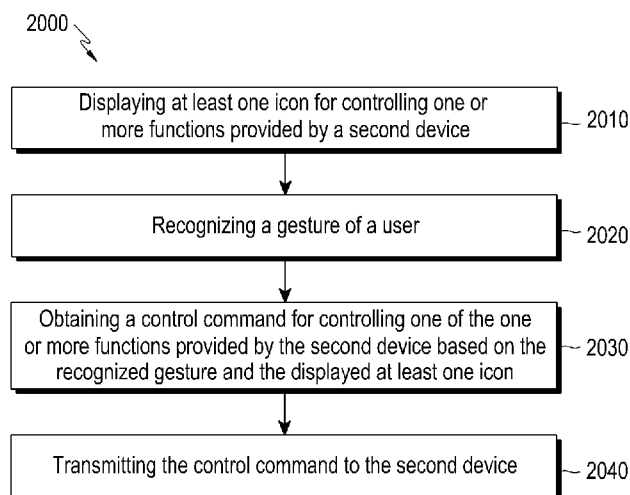 2000
Displaying at least one icon for controlling one or
more functions provided by a second device
2010
Recognizing a gesture of a user
2020
Obtaining a control command for controlling one of the one
or more functions provided by the second device based on the
recognized gesture and the displayed at least one icon
2030
Transmitting the control command to the second device
2040